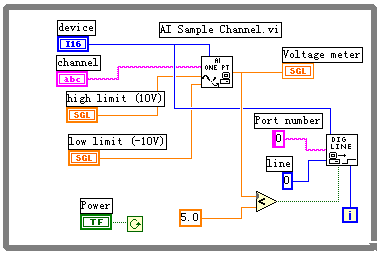 device
AI Sample Channel.vi
I16
Voltage meter
channel
AI
ONE PT
SGL
abc
high limit (10V)
SGL
Port number
0
DIG
LINE
low limit (-10V)
SGL
line
0
Power
TF
5.0
<
i